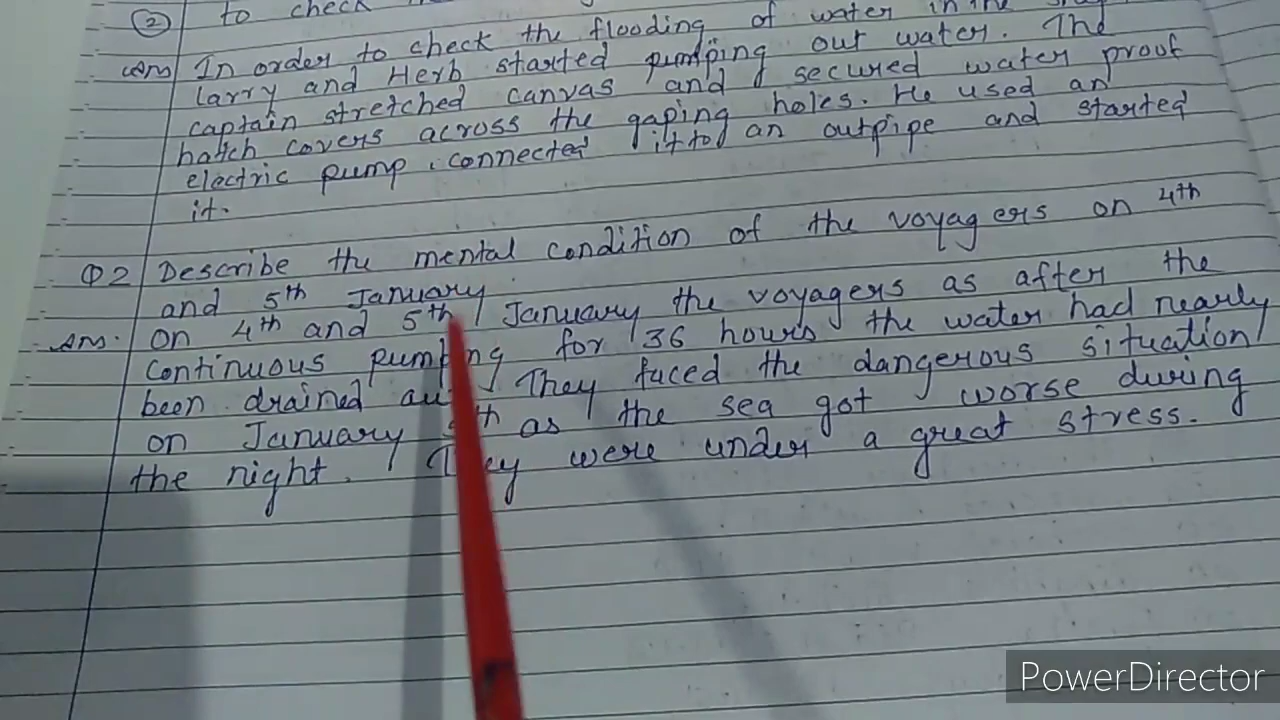 ② to check
Ans In order to check the flooding of water in the
Larry and Herb started pumping out water. The
captain stretched canvas and secured water proof
hatch covers across the gaping holes. He used an
electric pump, connected it to an outpipe and started
it.
Q2 Describe the mental condition of the voyagers on 4th
and 5th January.
Ans. On 4th and 5th January the voyagers as after the
continuous pumping for 36 hours the water had nearly
been drained They faced the dangerous situation
on January as the sea got worse during
the night. They were under a great stress.
PowerDirector